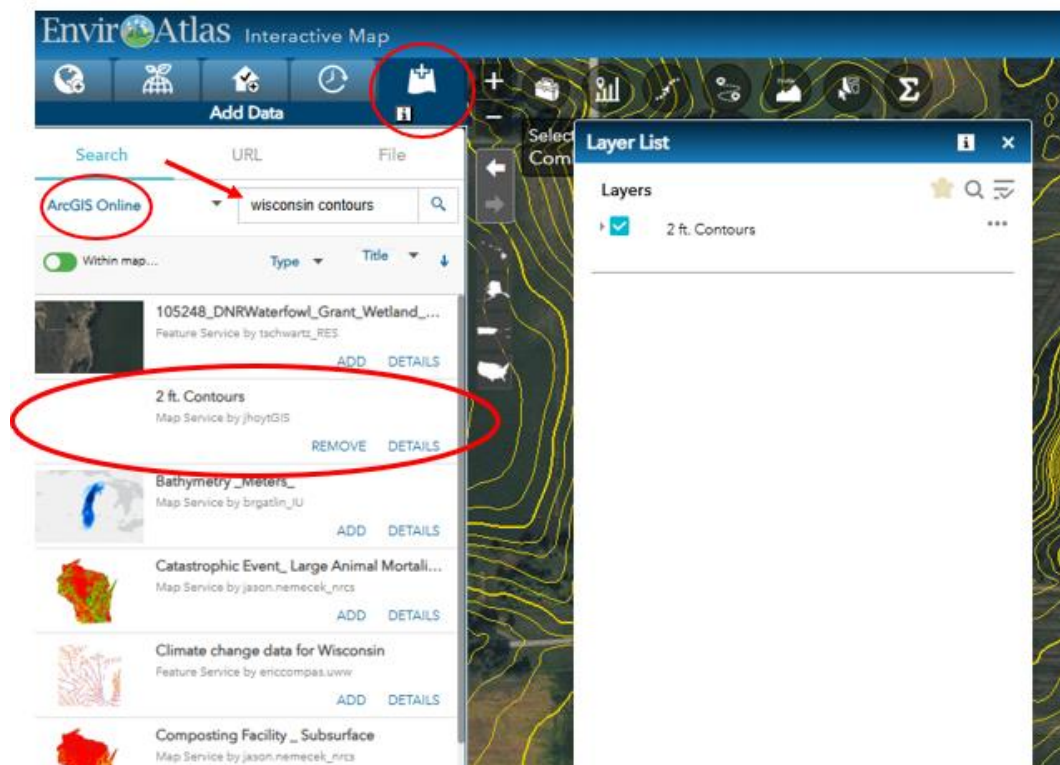 EnviroAtlas Interactive Map
Add Data
i
Search URL File
ArcGIS Online
wisconsin contours
Within map...
Type
Title
105248_DNRWaterfowl_Grant_Wetland_...
Feature Service by tschwartz_RES
ADD DETAILS
2 ft. Contours
Map Service by jhoytGIS
REMOVE DETAILS
Bathymetry _Meters_
Map Service by brgatlin_IU
ADD DETAILS
Catastrophic Event_ Large Animal Mortali...
Map Service by jason.nemecek_nrcs
ADD DETAILS
Climate change data for Wisconsin
Feature Service by ericcompas.uww
ADD DETAILS
Composting Facility _ Subsurface
Map Service by jason.nemecek_nrcs
+
−
Σ
Select
Com
Layer List
i ×
Layers
2 ft. Contours